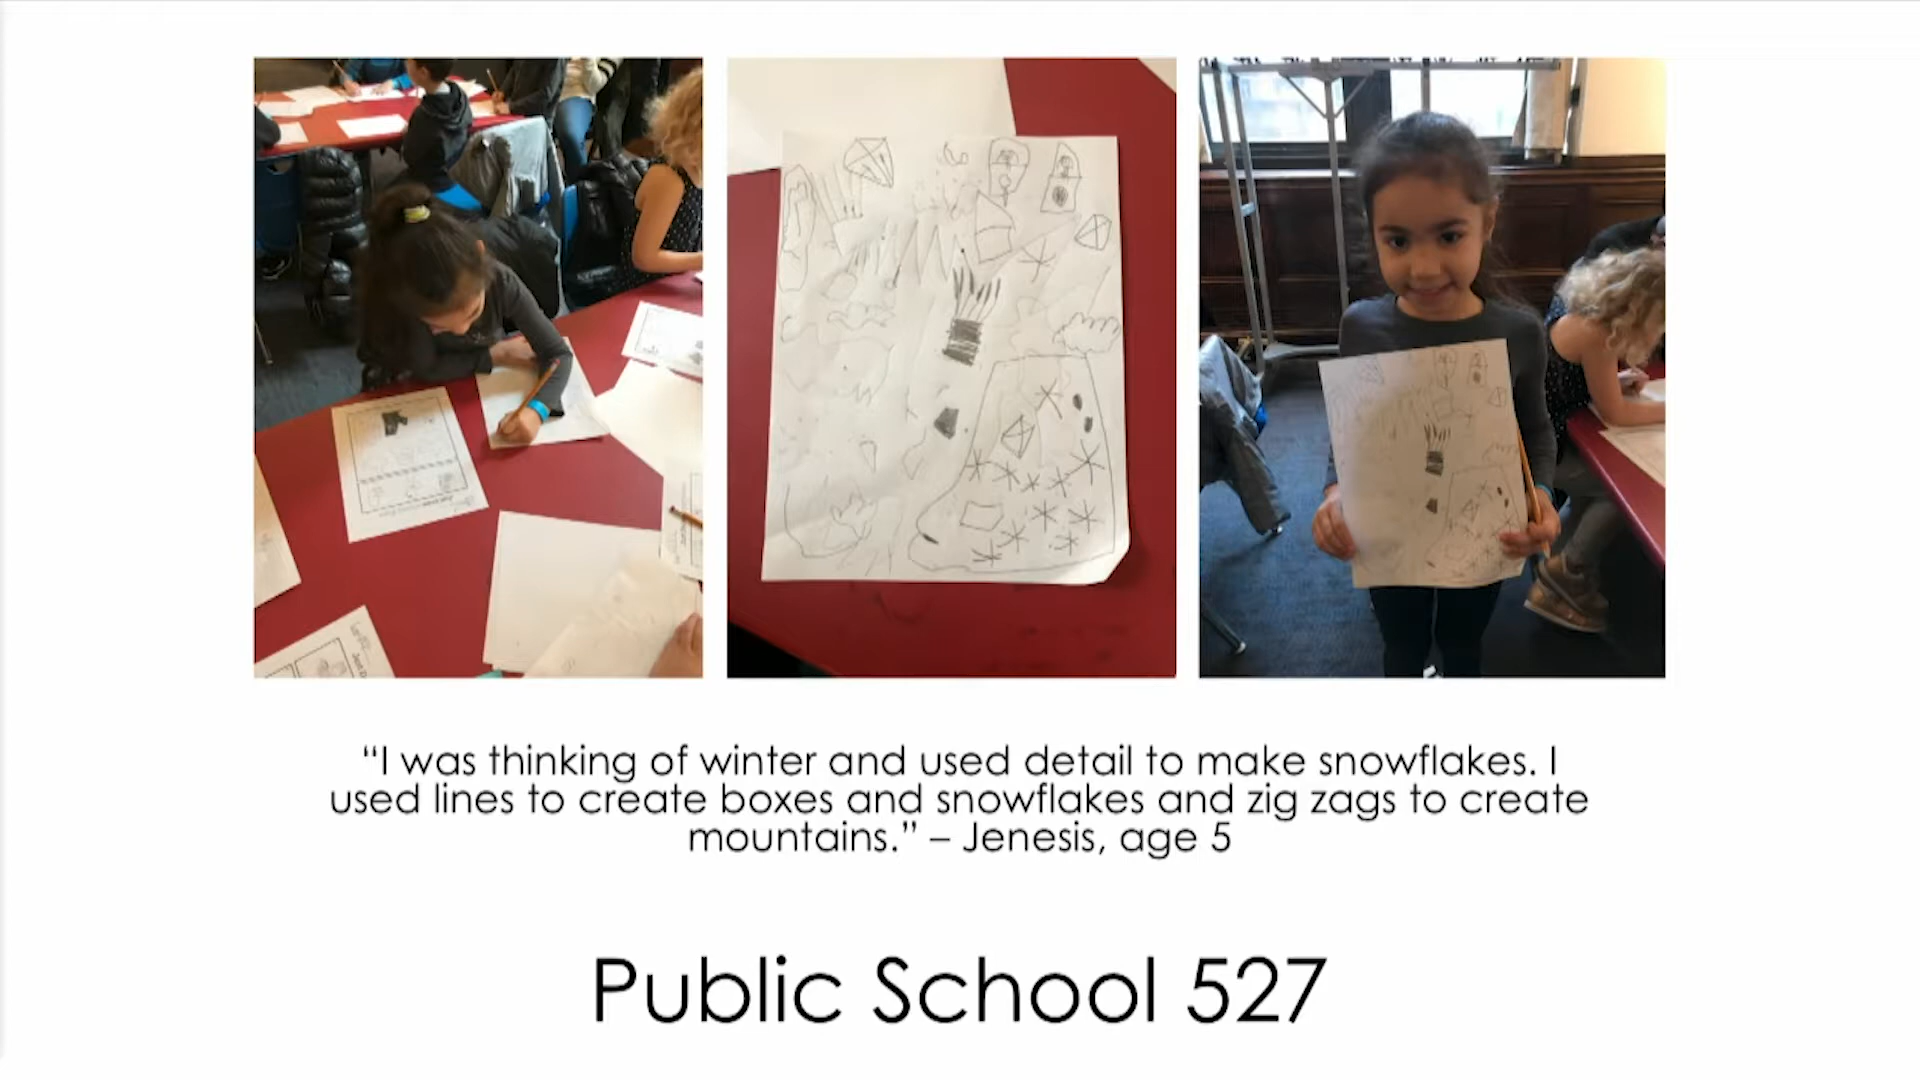 “I was thinking of winter and used detail to make snowflakes. I
used lines to create boxes and snowflakes and zig zags to create
mountains.” – Jenesis, age 5
Public School 527